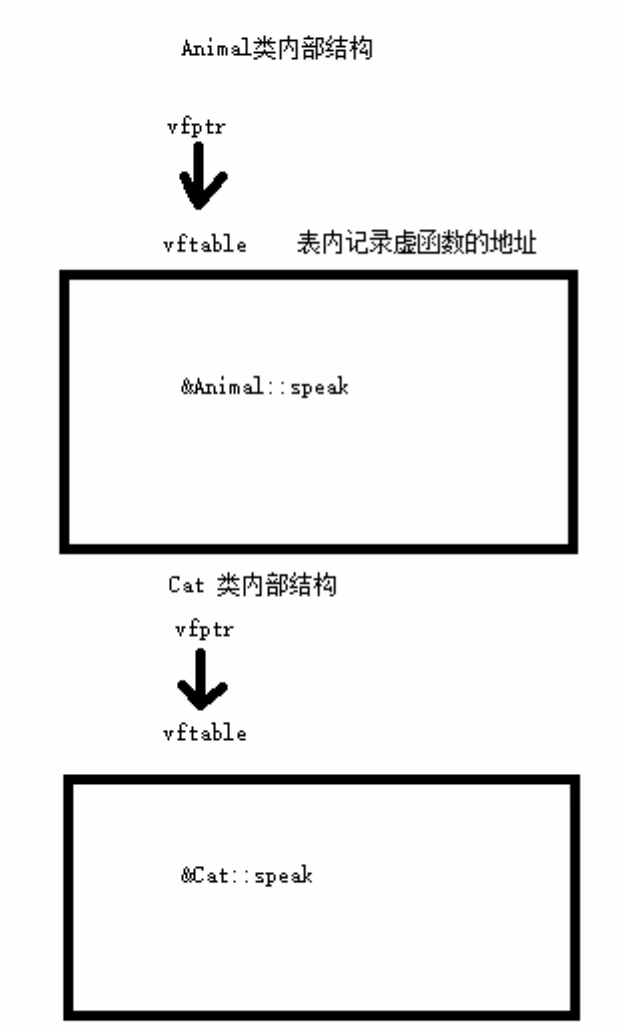 Animal类内部结构
vfptr
vftable 表内记录虚函数的地址
&Animal::speak
Cat 类内部结构
vfptr
vftable
&Cat::speak